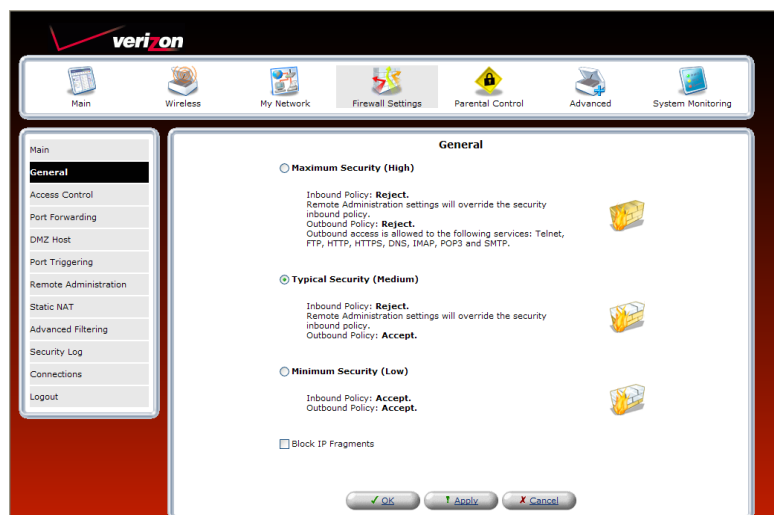 verizon
Main
Wireless
My Network
Firewall Settings
Parental Control
Advanced
System Monitoring
Main
General
Access Control
Port Forwarding
DMZ Host
Port Triggering
Remote Administration
Static NAT
Advanced Filtering
Security Log
Connections
Logout
General
Maximum Security (High)
Inbound Policy: Reject.
Remote Administration settings will override the security
inbound policy.
Outbound Policy: Reject.
Outbound access is allowed to the following services: Telnet,
FTP, HTTP, HTTPS, DNS, IMAP, POP3 and SMTP.
Typical Security (Medium)
Inbound Policy: Reject.
Remote Administration settings will override the security
inbound policy.
Outbound Policy: Accept.
Minimum Security (Low)
Inbound Policy: Accept.
Outbound Policy: Accept.
Block IP Fragments
OK
Apply
Cancel